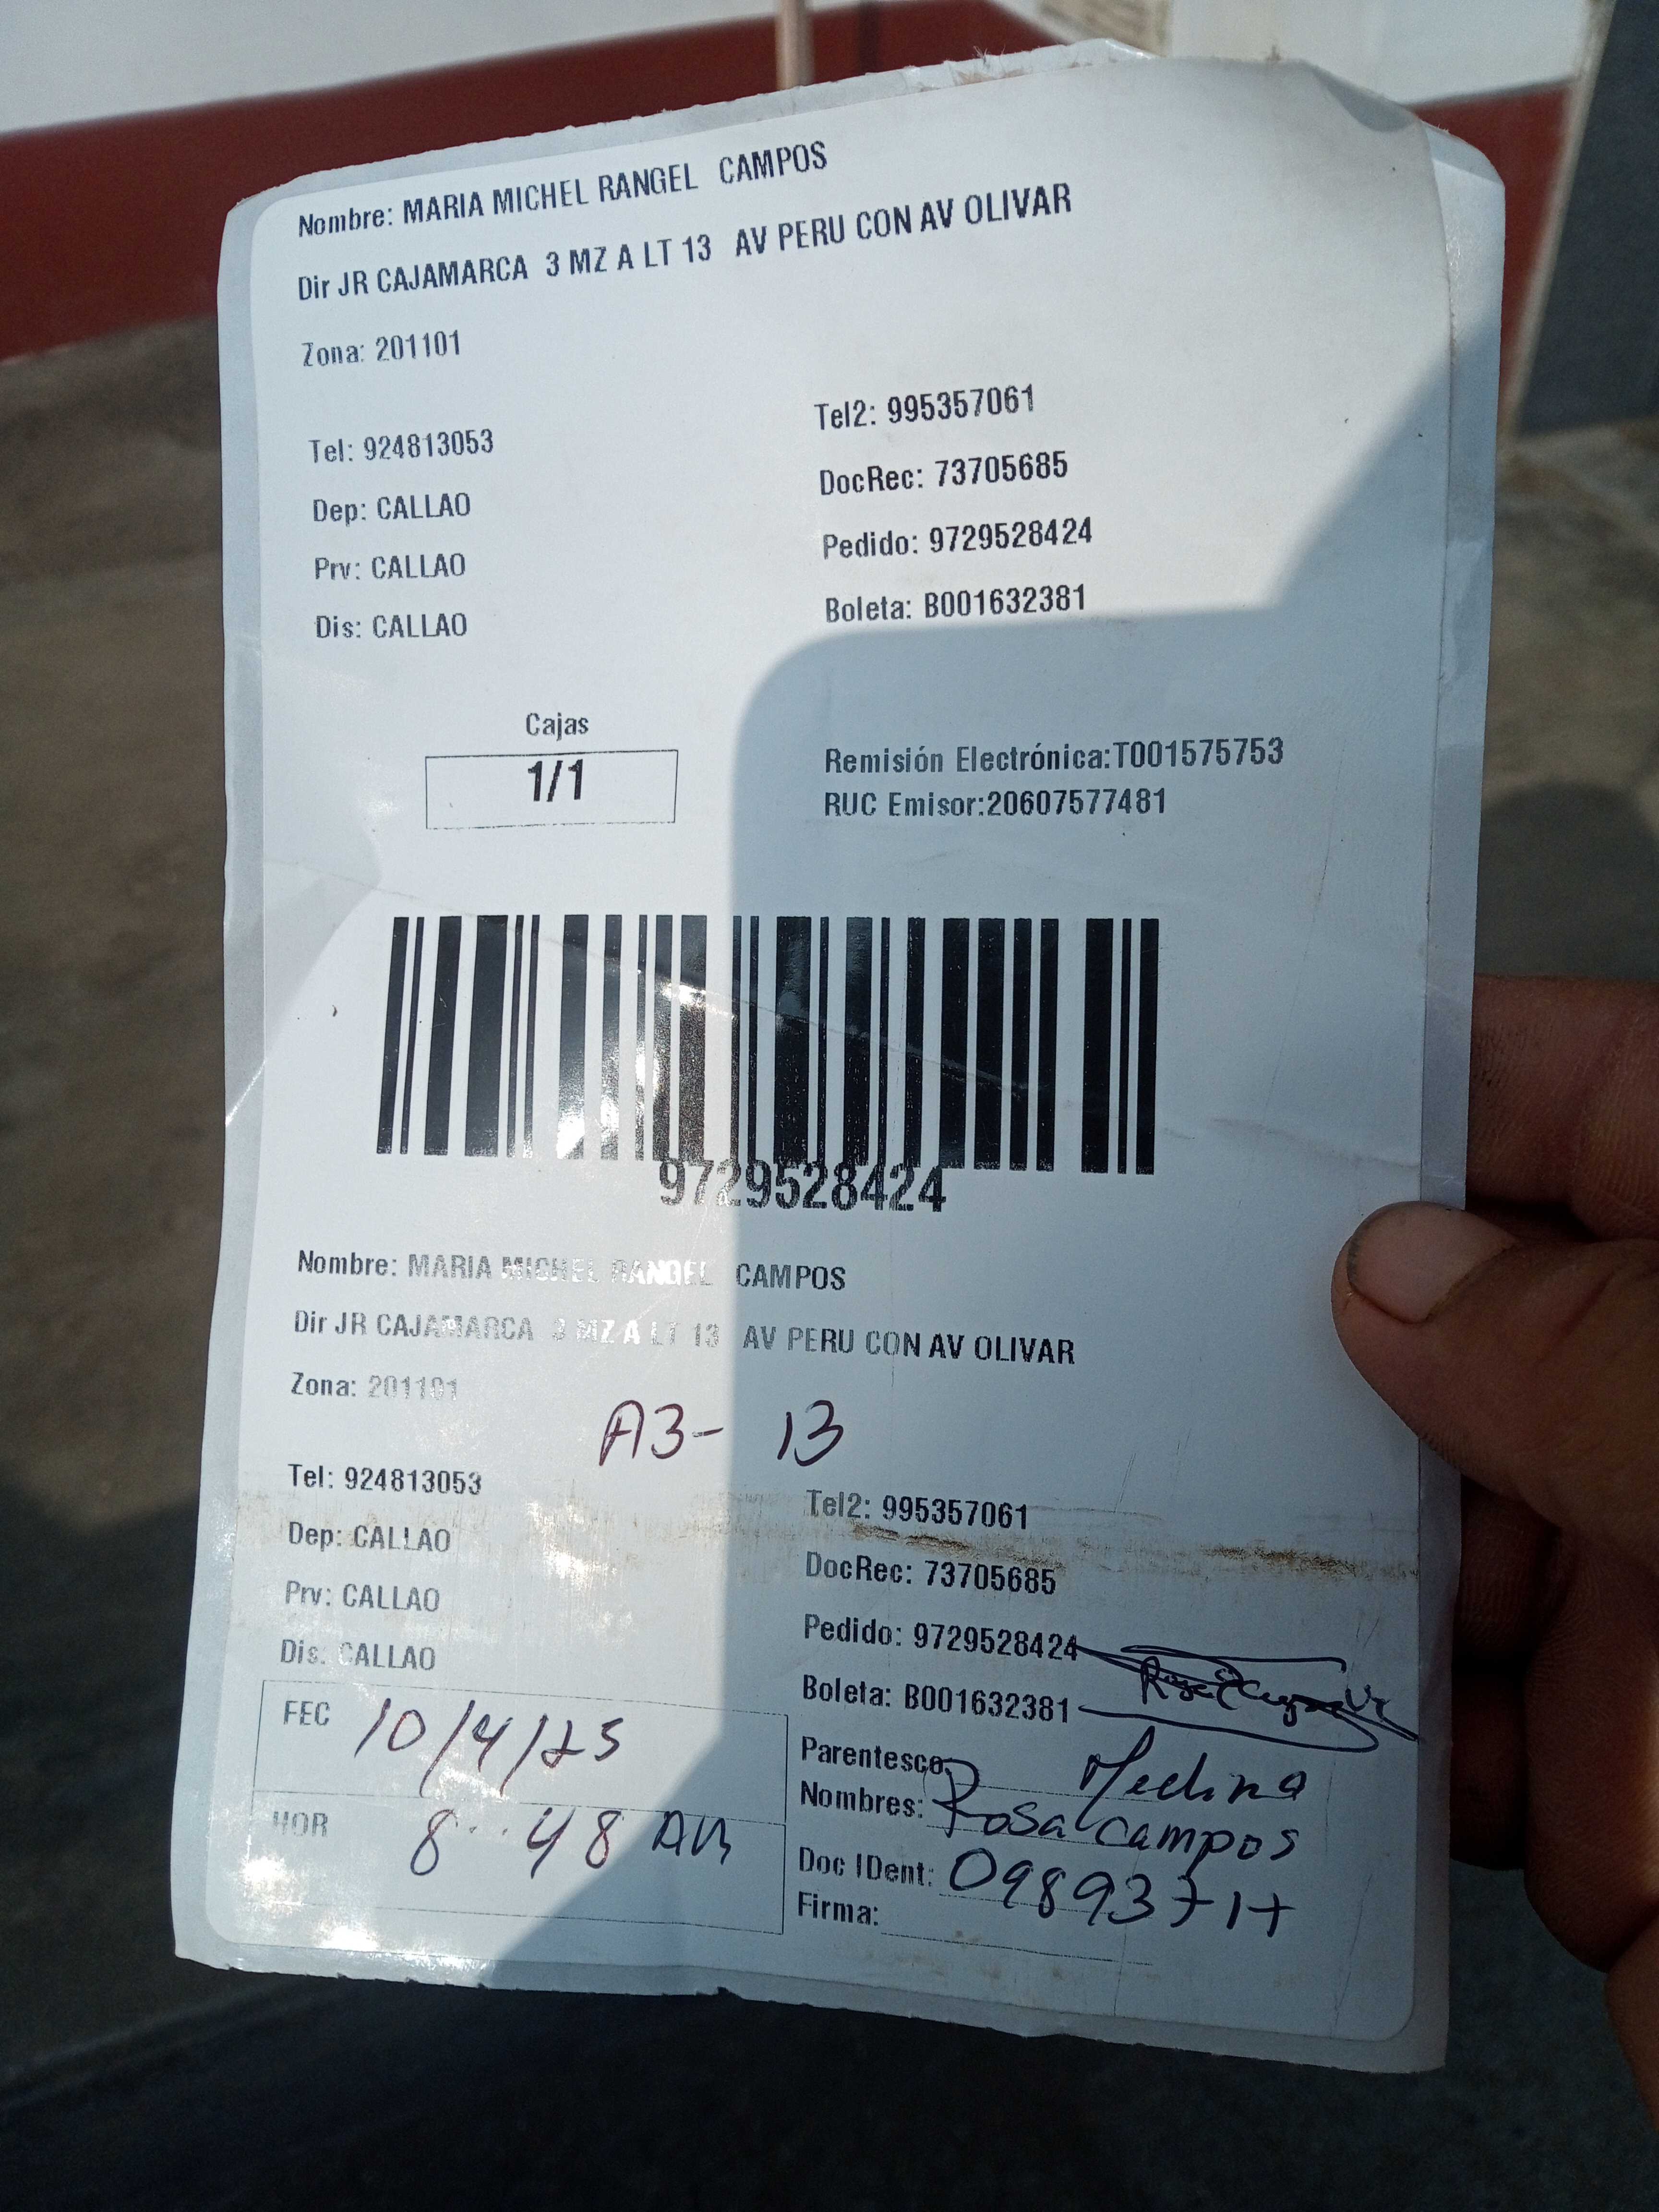 Nombre: MARIA MICHEL RANGEL CAMPOS
Dir JR CAJAMARCA 3 MZ A LT 13 AV PERU CON AV OLIVAR
Zona: 201101
Tel: 924813053
Tel2: 995357061
Dep: CALLAO
DocRec: 73705685
Prv: CALLAO
Pedido: 9729528424
Dis: CALLAO
Boleta: B001632381
Cajas
1/1
Remisión Electrónica:T001575753
RUC Emisor:20607577481
9729528424
Nombre: MARIA MICHEL RANGEL CAMPOS
Dir JR CAJAMARCA 3 MZ A LT 13 AV PERU CON AV OLIVAR
Zona: 201101
A3- 13
Tel: 924813053
Tel2: 995357061
Dep: CALLAO
DocRec: 73705685
Prv: CALLAO
Pedido: 9729528424
Dis: CALLAO
Boleta: B001632381
FEC 10/4/25
Parentesco: Medina
Nombres: Rosa Campos
HOR 8:48 AM
Doc IDent: 09893717
Firma: